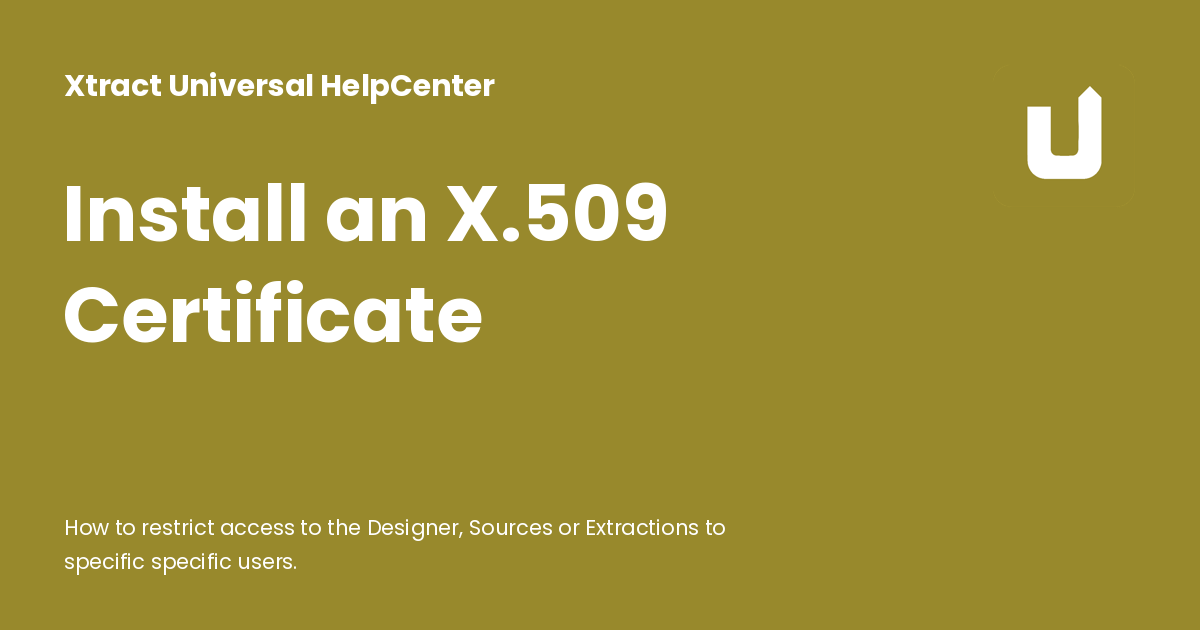 Xtract Universal HelpCenter
Install an X.509
Certificate
How to restrict access to the Designer, Sources or Extractions to
specific specific users.